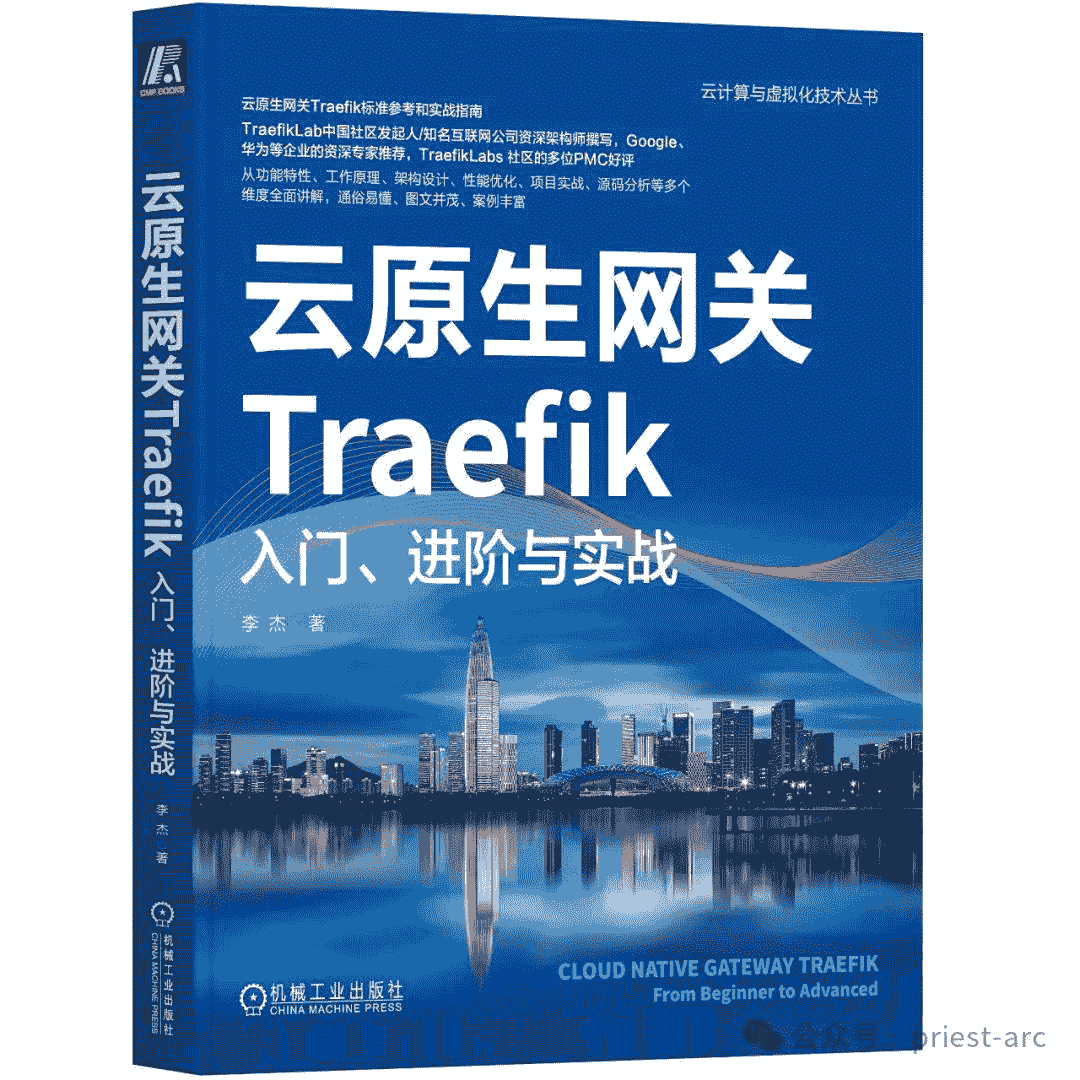 CMP BOOKS
云原生网关Traefik 入门、进阶与实战
李杰 著
机械工业出版社
CHINA MACHINE PRESS
云计算与虚拟化技术丛书
云原生网关Traefik标准参考和实战指南
TraefikLab中国社区发起人/知名互联网公司资深架构师撰写，Google、
华为等企业的资深专家推荐，TraefikLabs 社区的多位PMC好评
从功能特性、工作原理、架构设计、性能优化、项目实战、源码分析等多个
维度全面讲解，通俗易懂、图文并茂、案例丰富
云原生网关
Traefik
入门、进阶与实战
李杰 著
CLOUD NATIVE GATEWAY TRAEFIK
From Beginner to Advanced
机械工业出版社
CHINA MACHINE PRESS
公众号 priest-arc